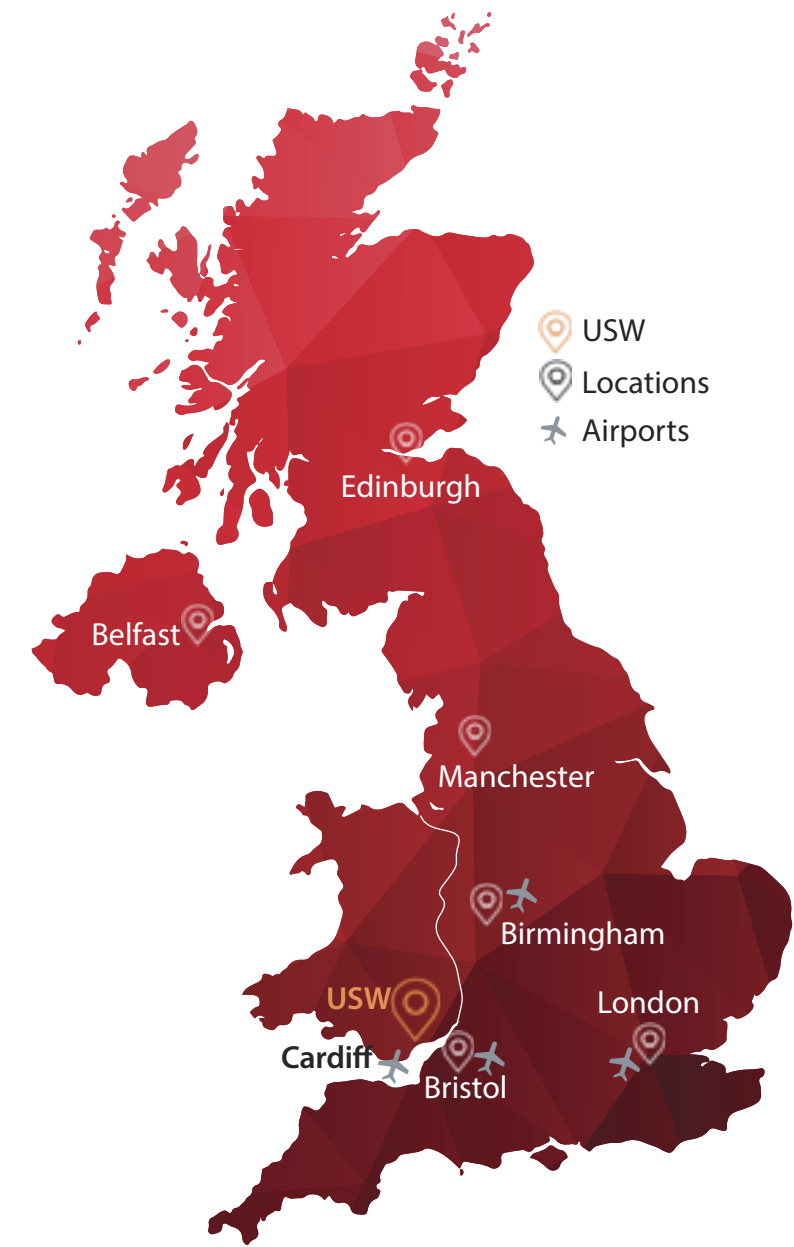 USW
Locations
Airports
Edinburgh
Belfast
Manchester
Birmingham
USW
London
Cardiff
Bristol